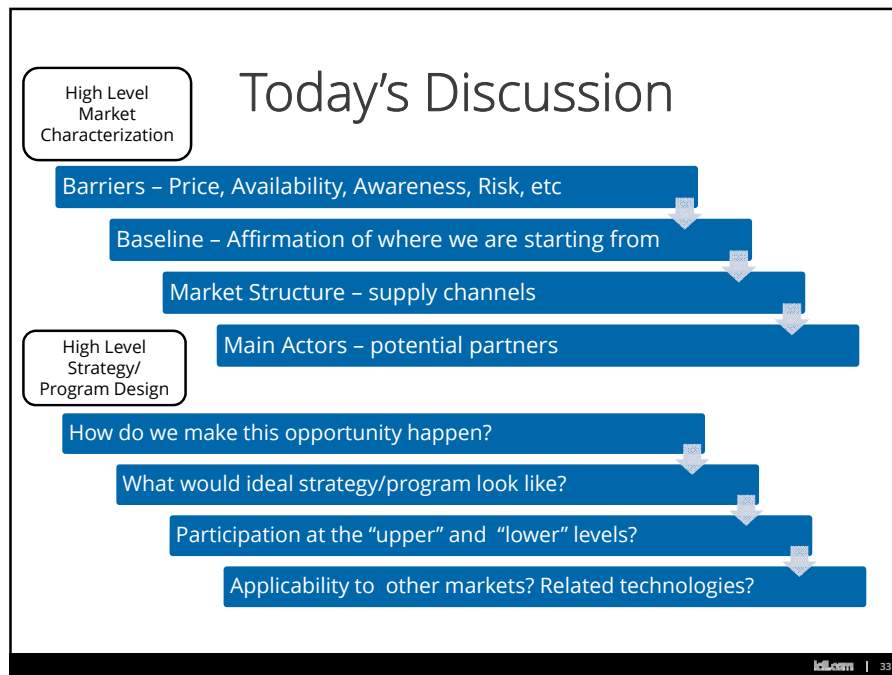 High Level
Market
Characterization
Today's Discussion
Barriers – Price, Availability, Awareness, Risk, etc
Baseline – Affirmation of where we are starting from
Market Structure – supply channels
Main Actors – potential partners
High Level
Strategy/
Program Design
How do we make this opportunity happen?
What would ideal strategy/program look like?
Participation at the “upper” and “lower” levels?
Applicability to other markets? Related technologies?
| 33